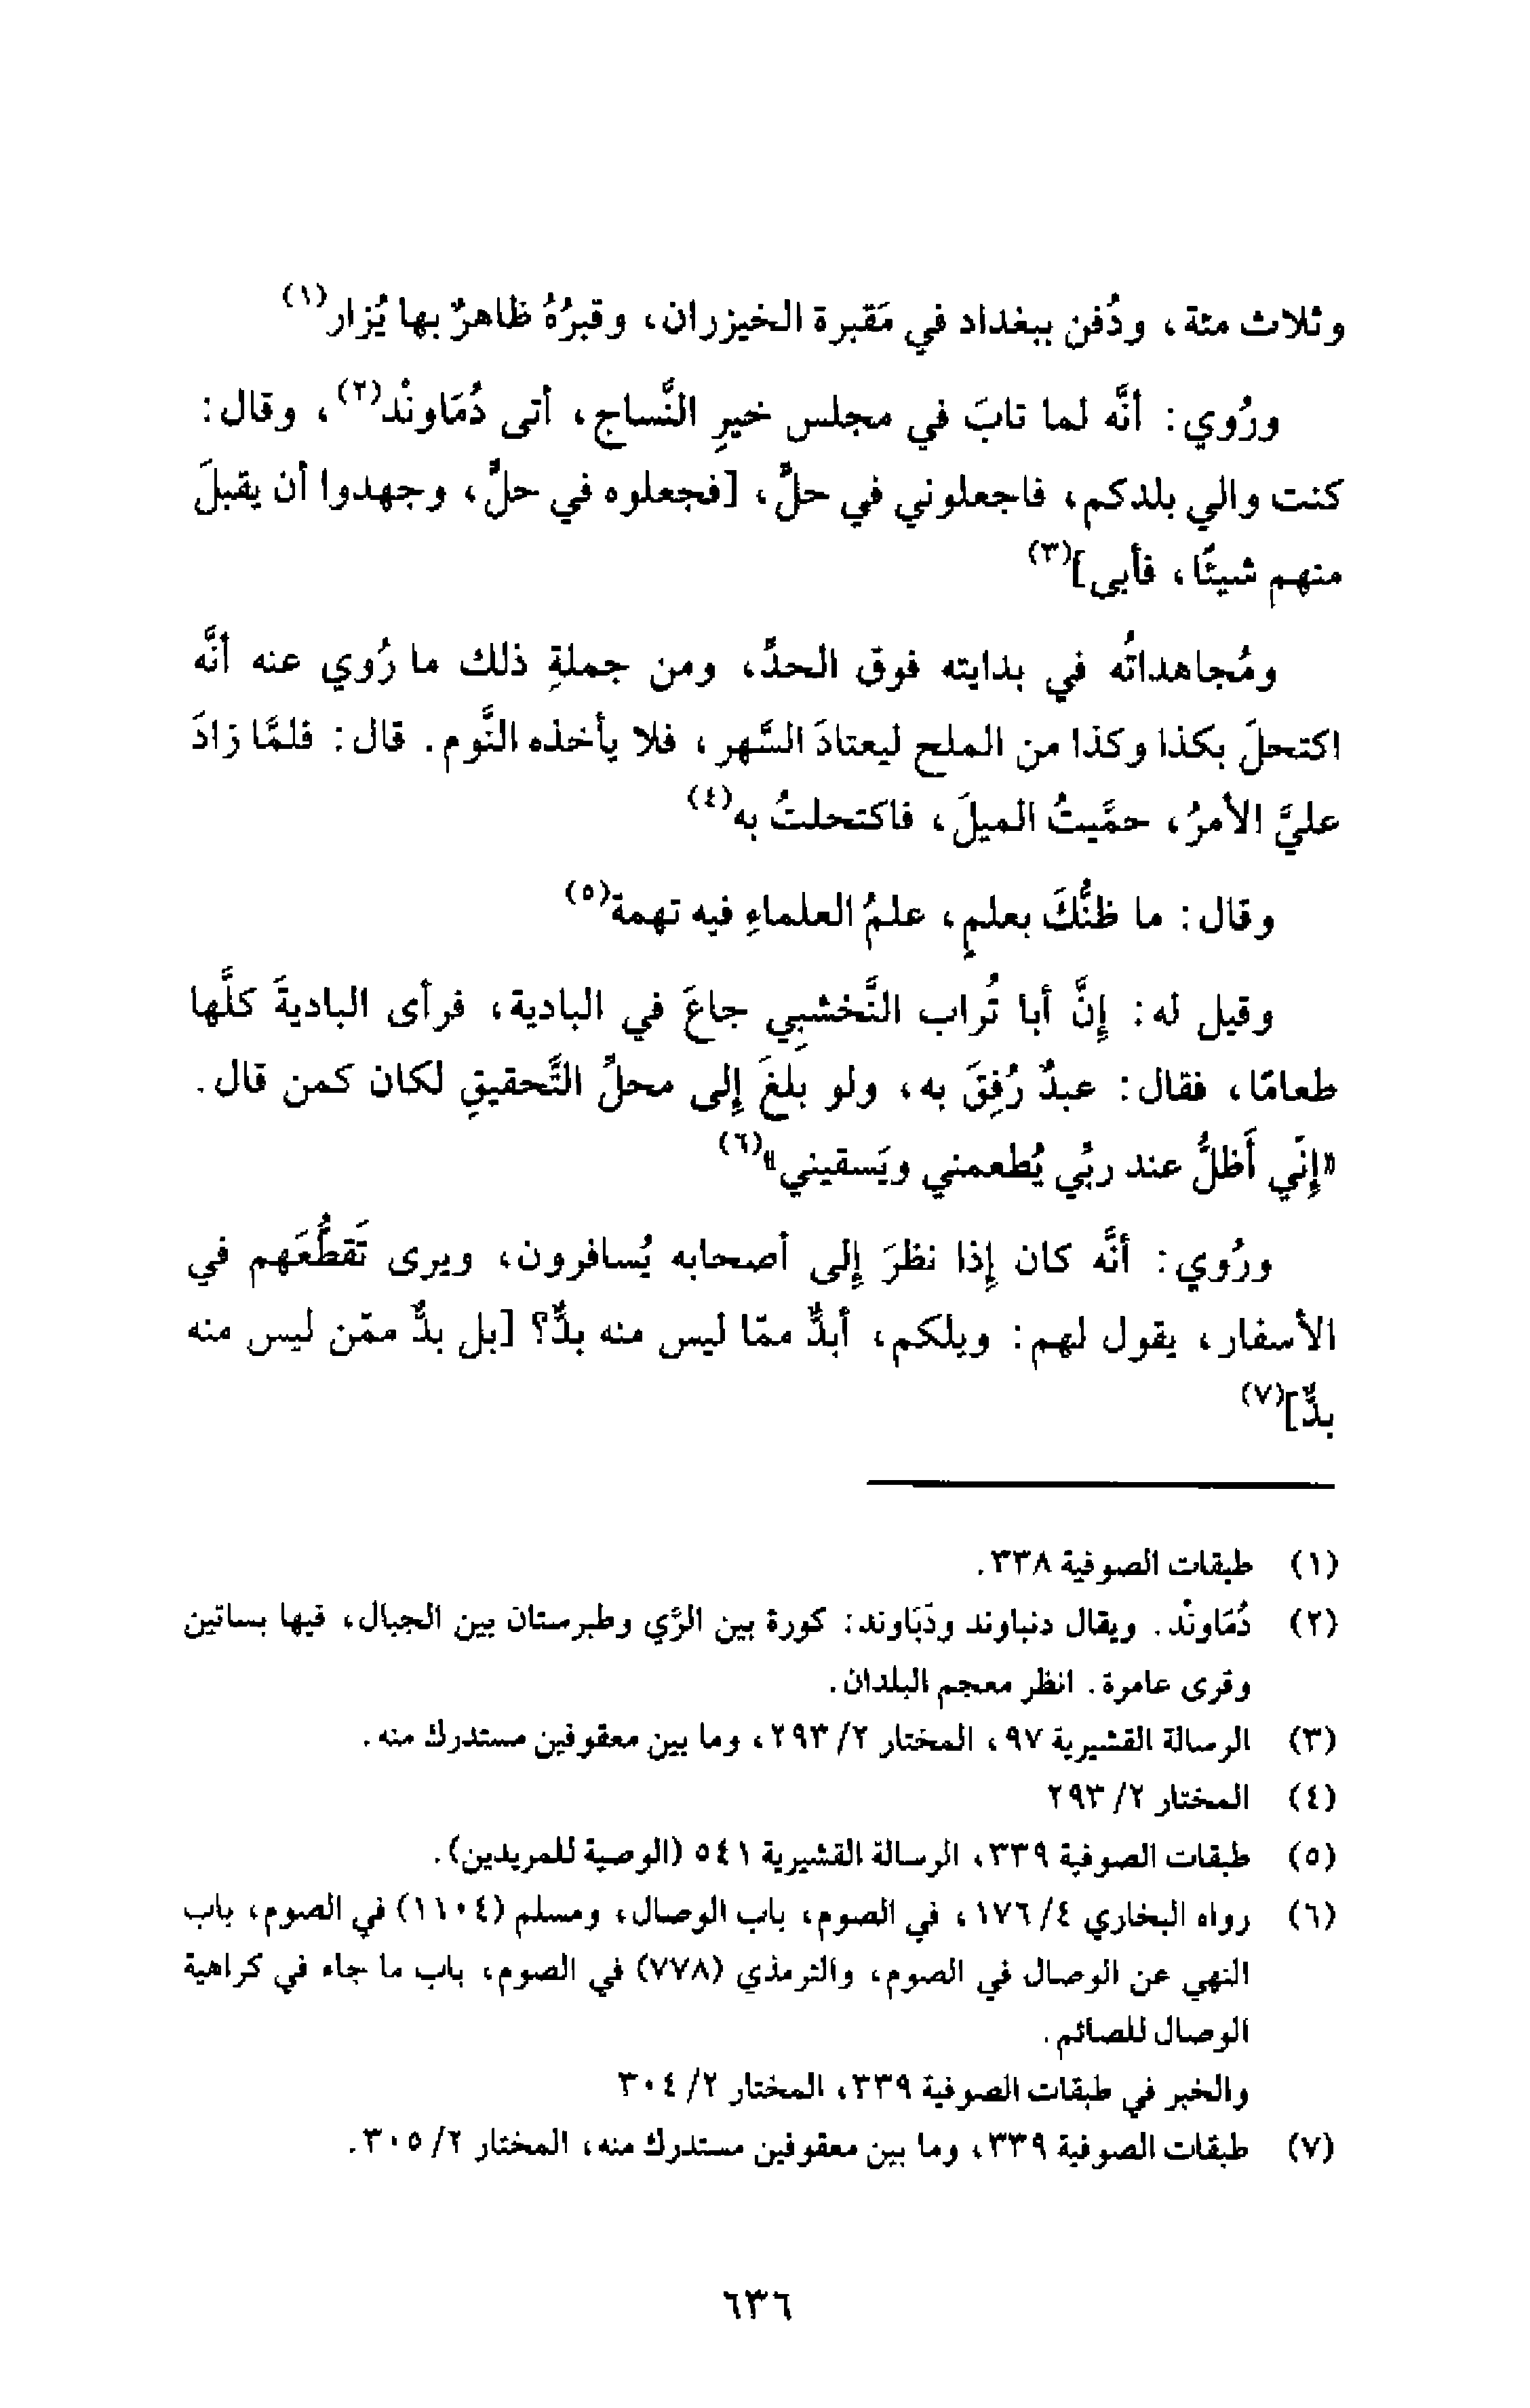 وثلاث مئة، ودُفن ببغداد في مَقبرة الخيزران، وقبرُهُ ظاهرٌ بها يُزار(١)
ورُوي: أنَّه لما تابَ في مجلس خيرِ النَّساج، أتى دُمَاونْد(٢)، وقال:
كنت والي بلدكم، فاجعلوني في حلٍّ، [فجعلوه في حلٍّ، وجهدوا أن يقبلَ
منهم شيئًا، فأبى](٣)
ومُجاهداتُه في بدايته فوق الحدِّ، ومن جملةِ ذلك ما رُوي عنه أنَّه
اكتحلَ بكذا وكذا من الملح ليعتادَ السَّهر، فلا يأخذه النَّوم. قال: فلمَّا زادَ
عليَّ الأمرُ، حمَّيتُ الميلَ، فاكتحلتُ به(٤)
وقال: ما ظنُّكَ بعلمٍ، علمُ العلماءِ فيه تهمة(٥)
وقيل له: إنَّ أبا تُراب النَّخشبِي جاعَ في البادية، فرأى الباديةَ كلَّها
طعامًا، فقال: عبدٌ رُفِقَ به، ولو بلغَ إلى محلِّ التَّحقيقِ لكان كمن قال.
«إنّي أَظلُّ عند ربِّي يُطعمني ويَسقيني»(٦)
ورُوي: أنَّه كان إذا نظرَ إلى أصحابه يُسافرون، ويرى تَقطُّعَهم في
الأسفار، يقول لهم: ويلكم، أبدٌّ ممّا ليس منه بدٌّ؟ [بل بدٌّ ممّن ليس منه
بدٌّ](٧)
(١) طبقات الصوفية ٣٣٨.
(٢) دُمَاونْد. ويقال دنباوند ودَبَاوند: كورة بين الرَّي وطبرستان بين الجبال، فيها بساتين
وقرى عامرة. انظر معجم البلدان.
(٣) الرسالة القشيرية ٩٧، المختار ٢/ ٢٩٣، وما بين معقوفين مستدرك منه.
(٤) المختار ٢/ ٢٩٣
(٥) طبقات الصوفية ٣٣٩، الرسالة القشيرية ٥٤١ (الوصية للمريدين).
(٦) رواه البخاري ٤/ ١٧٦، في الصوم، باب الوصال، ومسلم (١١٠٤) في الصوم، باب
النهي عن الوصال في الصوم، والترمذي (٧٧٨) في الصوم، باب ما جاء في كراهية
الوصال للصائم.
والخبر في طبقات الصوفية ٣٣٩، المختار ٢/ ٣٠٤
(٧) طبقات الصوفية ٣٣٩، وما بين معقوفين مستدرك منه، المختار ٢/ ٣٠٥.
٦٣٦